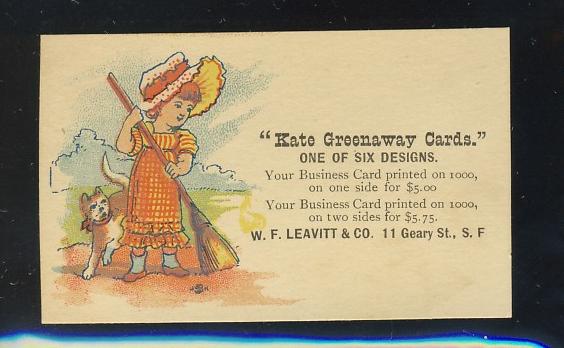 "Kate Greenaway Cards."
ONE OF SIX DESIGNS.
Your Business Card printed on 1000,
on one side for $5.00
Your Business Card printed on 1000,
on two sides for $5.75.
W. F. LEAVITT & CO. 11 Geary St., S. F